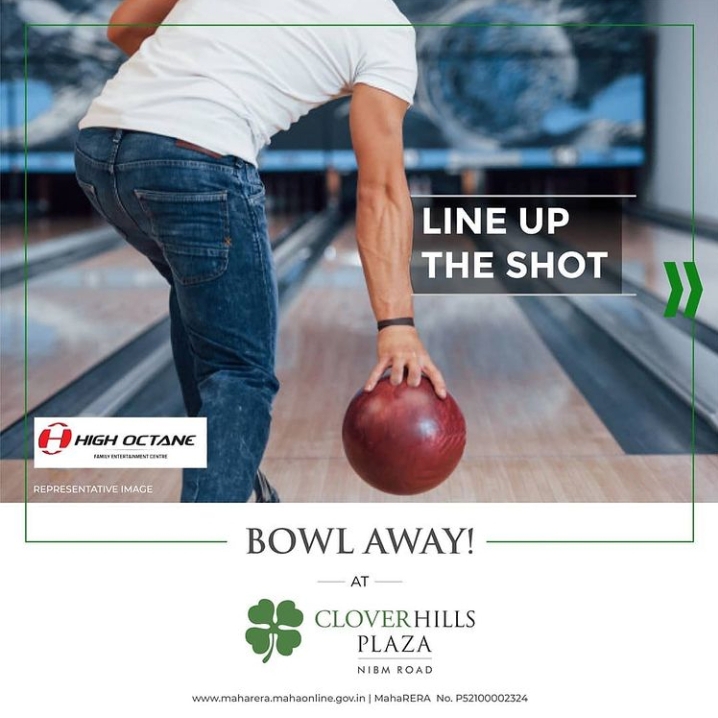 LINE UP
THE SHOT
HIGH OCTANE
FAMILY ENTERTAINMENT CENTRE
REPRESENTATIVE IMAGE
BOWL AWAY!
AT
CLOVERHILLS
PLAZA
NIBM ROAD
www.maharera.mahaonline.gov.in | MahaRERA No. P52100002324